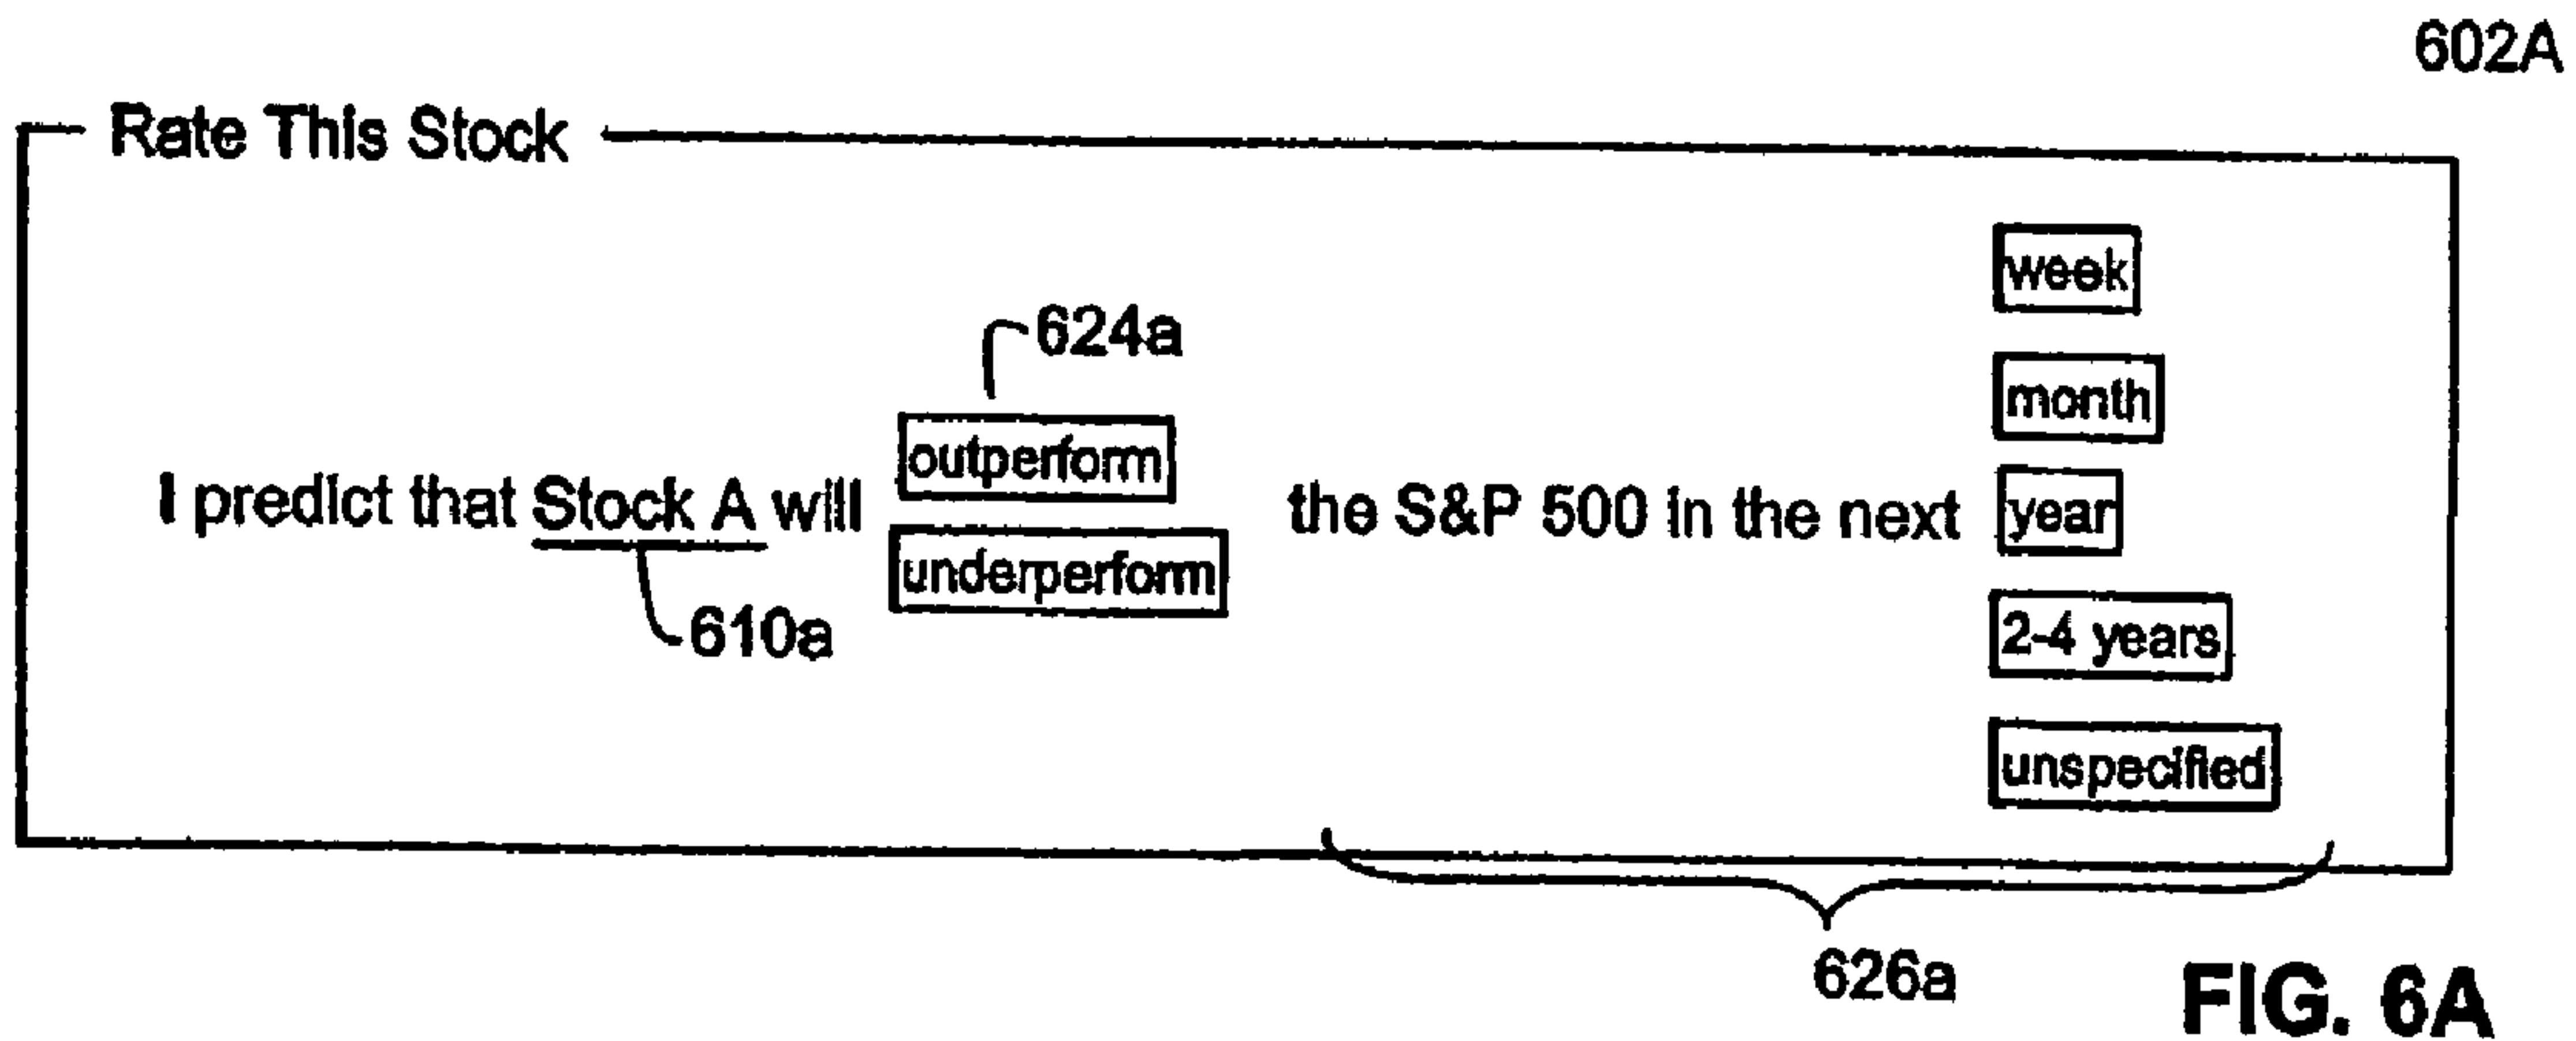 602A
Rate This Stock
week
624a
month
outperform
I predict that Stock A will
the S&P 500 in the next
year
underperform
610a
2-4 years
unspecified
626a
FIG. 6A